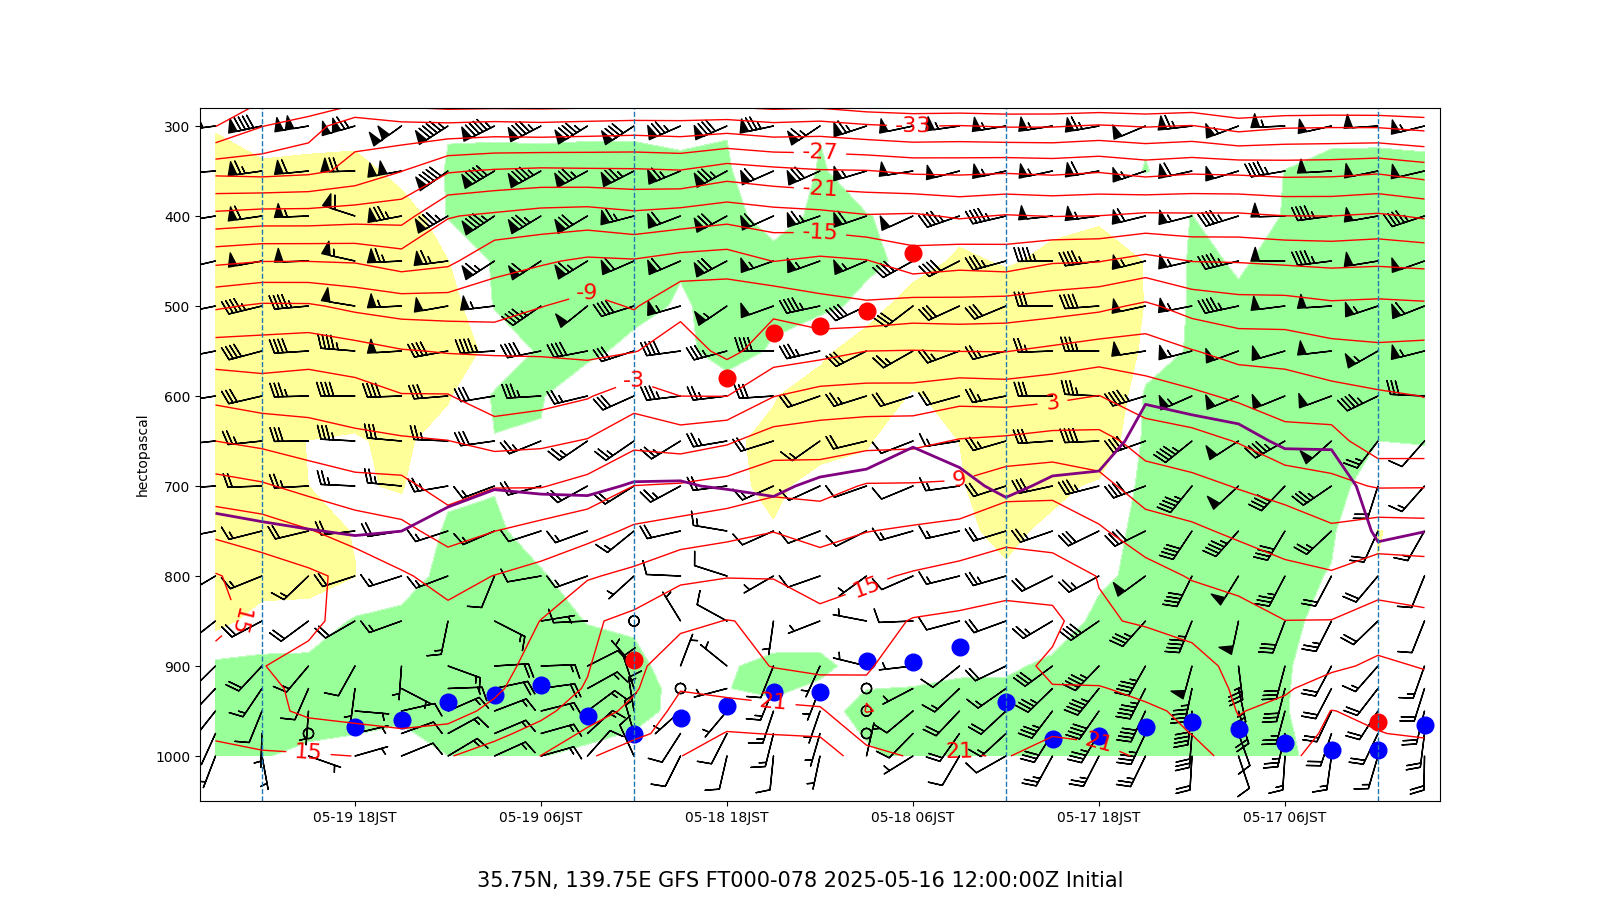 300
400
500
600
700
800
900
1000
hectopascal
-33
-27
-21
-15
-9
-3
3
9
15
15
21
15
21
21
05-19 18JST
05-19 06JST
05-18 18JST
05-18 06JST
05-17 18JST
05-17 06JST
35.75N, 139.75E GFS FT000-078 2025-05-16 12:00:00Z Initial